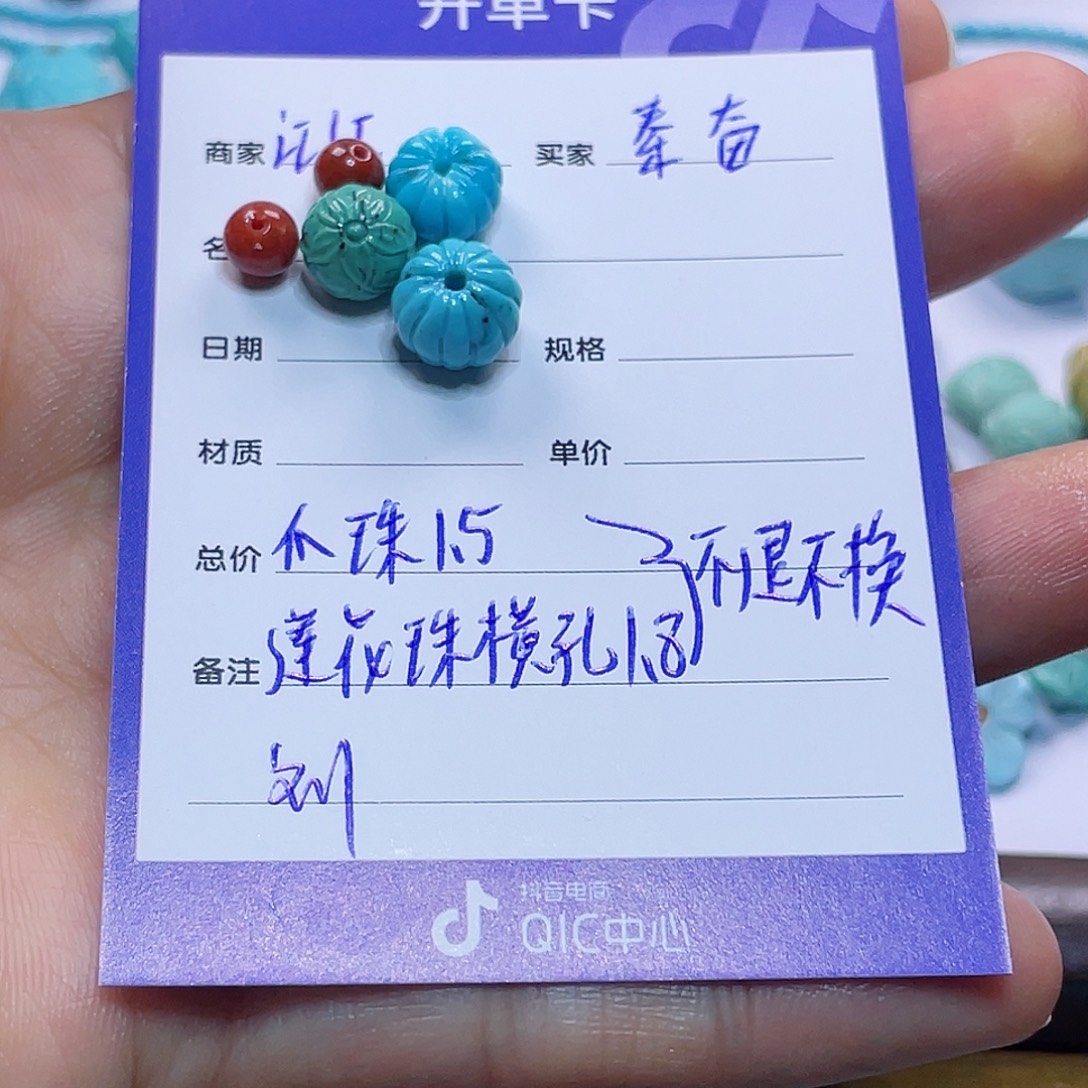 开单卡
商家 买家 秦奋
名
日期 规格
材质 单价
总价 爪珠15 不退不换
备注 莲花珠横孔1.8
刘
抖音电商
QIC中心